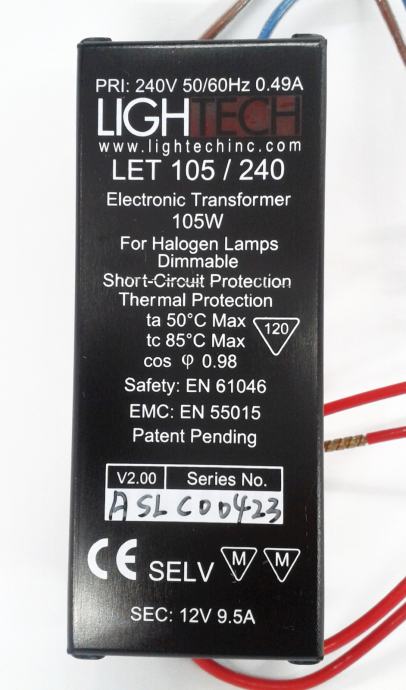 PRI: 240V 50/60Hz 0.49A
LIGHTECH
www.lightechinc.com
LET 105 / 240
Electronic Transformer
105W
For Halogen Lamps
Dimmable
Short-Circuit Protection
Thermal Protection
ta 50°C Max
120
tc 85°C Max
cos φ 0.98
Safety: EN 61046
EMC: EN 55015
Patent Pending
V2.00 Series No.
ASLC00423
CE SELV M M
SEC: 12V 9.5A